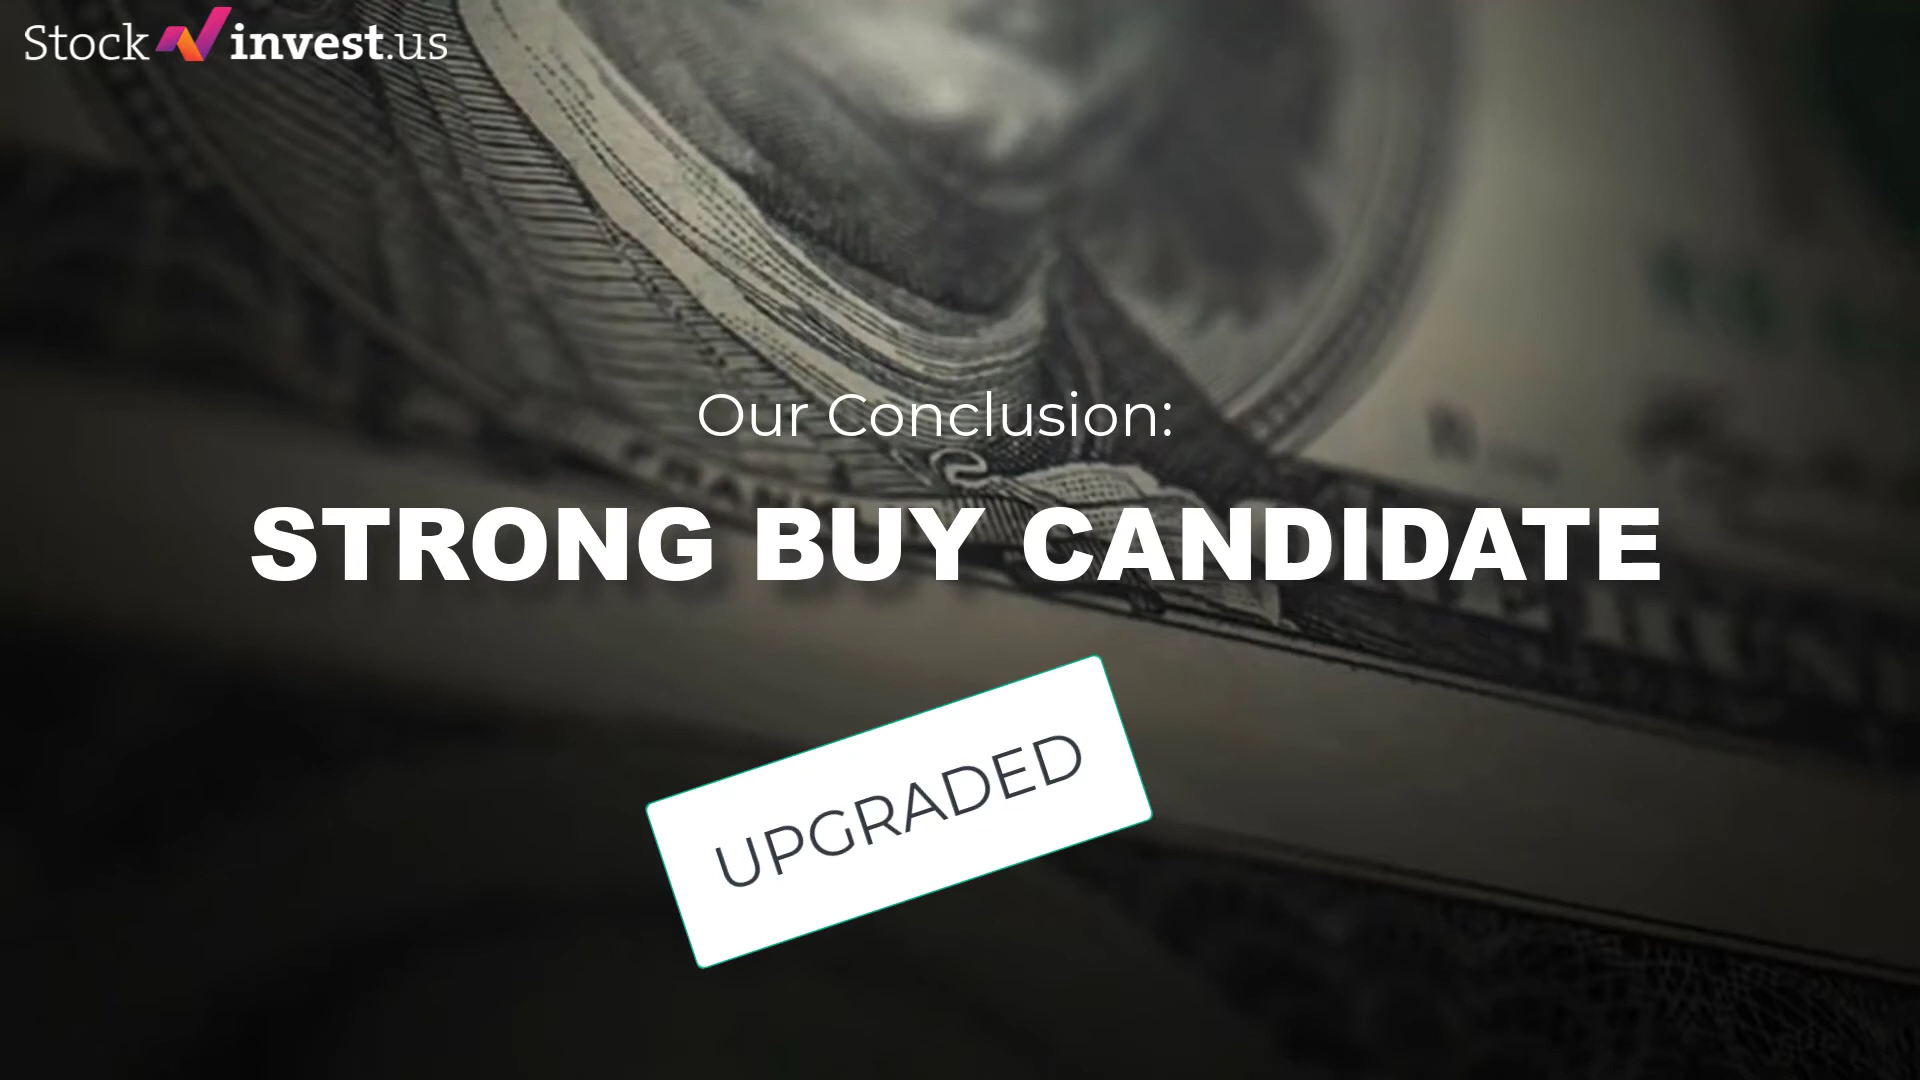 Stock invest.us
Our Conclusion:
STRONG BUY CANDIDATE
UPGRADED